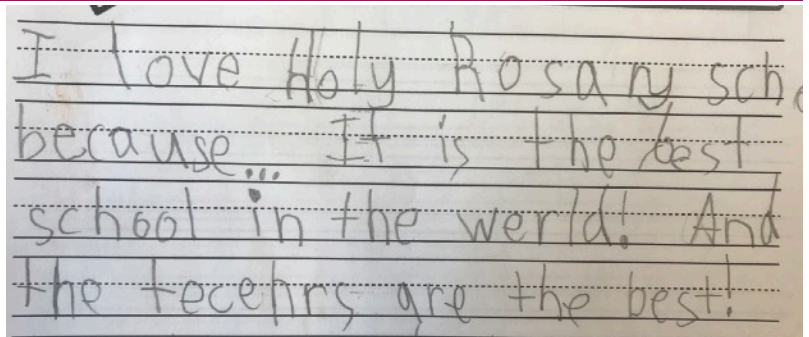 I love Holy Rosary sch
because... It is the best
school in the werld! And
the tecehrs are the best!